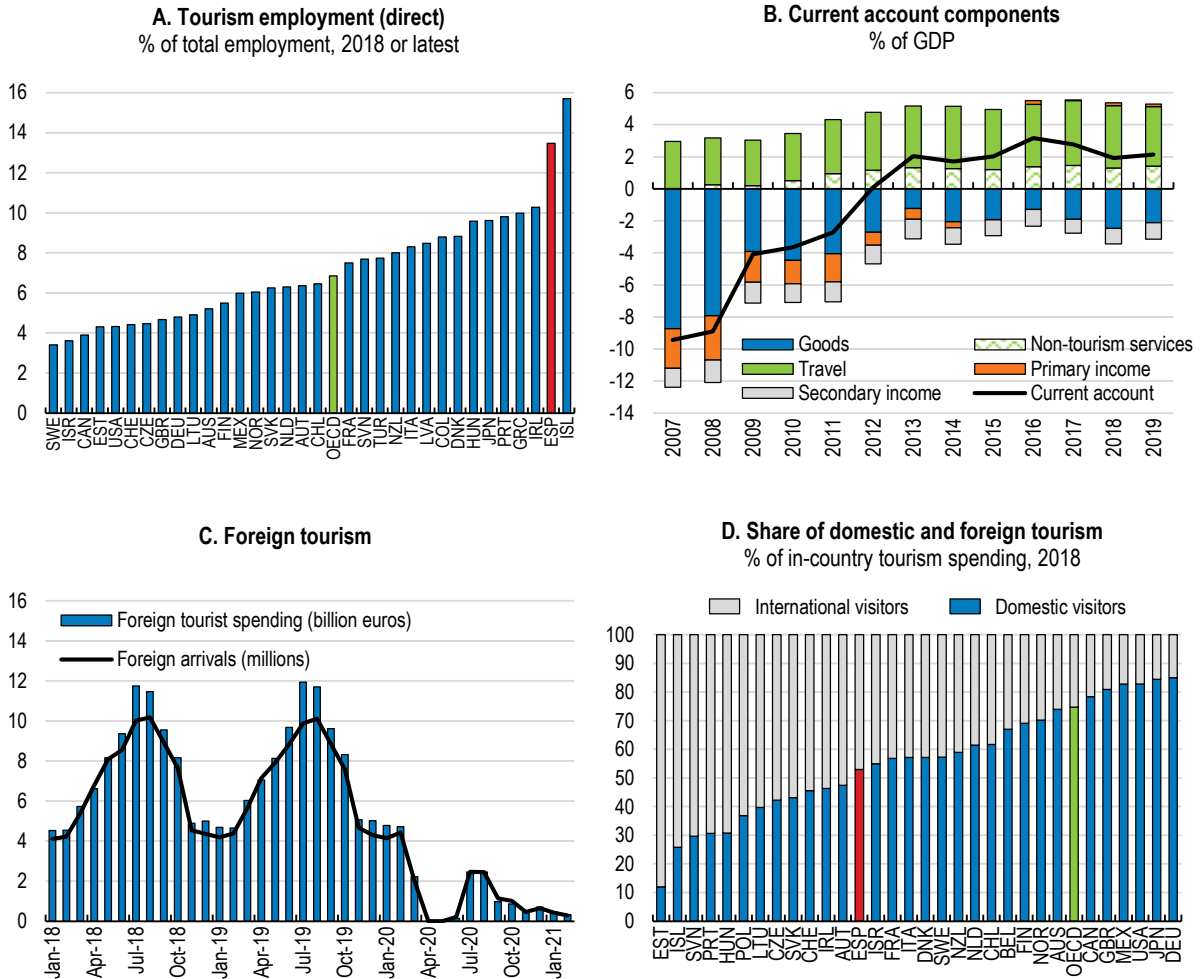 A. Tourism employment (direct)
% of total employment, 2018 or latest
16
14
12
10
8
6
4
2
0
SWE ISR CAN EST USA CHE CZE GBR DEU LTU AUS FIN MEX NOR SVK NLD AUT CHL OECD FRA SVN TUR NZL ITA LVA COL DNK HUN JPN PRT GRC IRL ESP ISL
B. Current account components
% of GDP
6
4
2
0
-2
-4
-6
-8
-10
-12
-14
Goods
Non-tourism services
Travel
Primary income
Secondary income
Current account
2007 2008 2009 2010 2011 2012 2013 2014 2015 2016 2017 2018 2019
C. Foreign tourism
16
14
12
10
8
6
4
2
0
Foreign tourist spending (billion euros)
Foreign arrivals (millions)
Jan-18 Apr-18 Jul-18 Oct-18 Jan-19 Apr-19 Jul-19 Oct-19 Jan-20 Apr-20 Jul-20 Oct-20 Jan-21
D. Share of domestic and foreign tourism
% of in-country tourism spending, 2018
International visitors
Domestic visitors
100
90
80
70
60
50
40
30
20
10
0
EST ISL SVN PRT HUN POL LTU CZE SVK CHE IRL AUT ESP ISR FRA ITA DNK SWE NZL NLD CHL BEL FIN NOR AUS OECD CAN GBR MEX USA JPN DEU